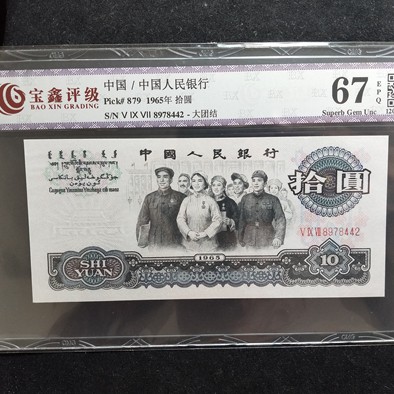 宝鑫评级
BAO XIN GRADING
中国 / 中国人民银行
Pick# 879 1965年 拾圆
S/N V IX VII 8978442 - 大团结
67
EPQ
Superb Gem Unc
中國人民銀行
拾圓
V IX VII 8978442
1965
SHI
YUAN
10